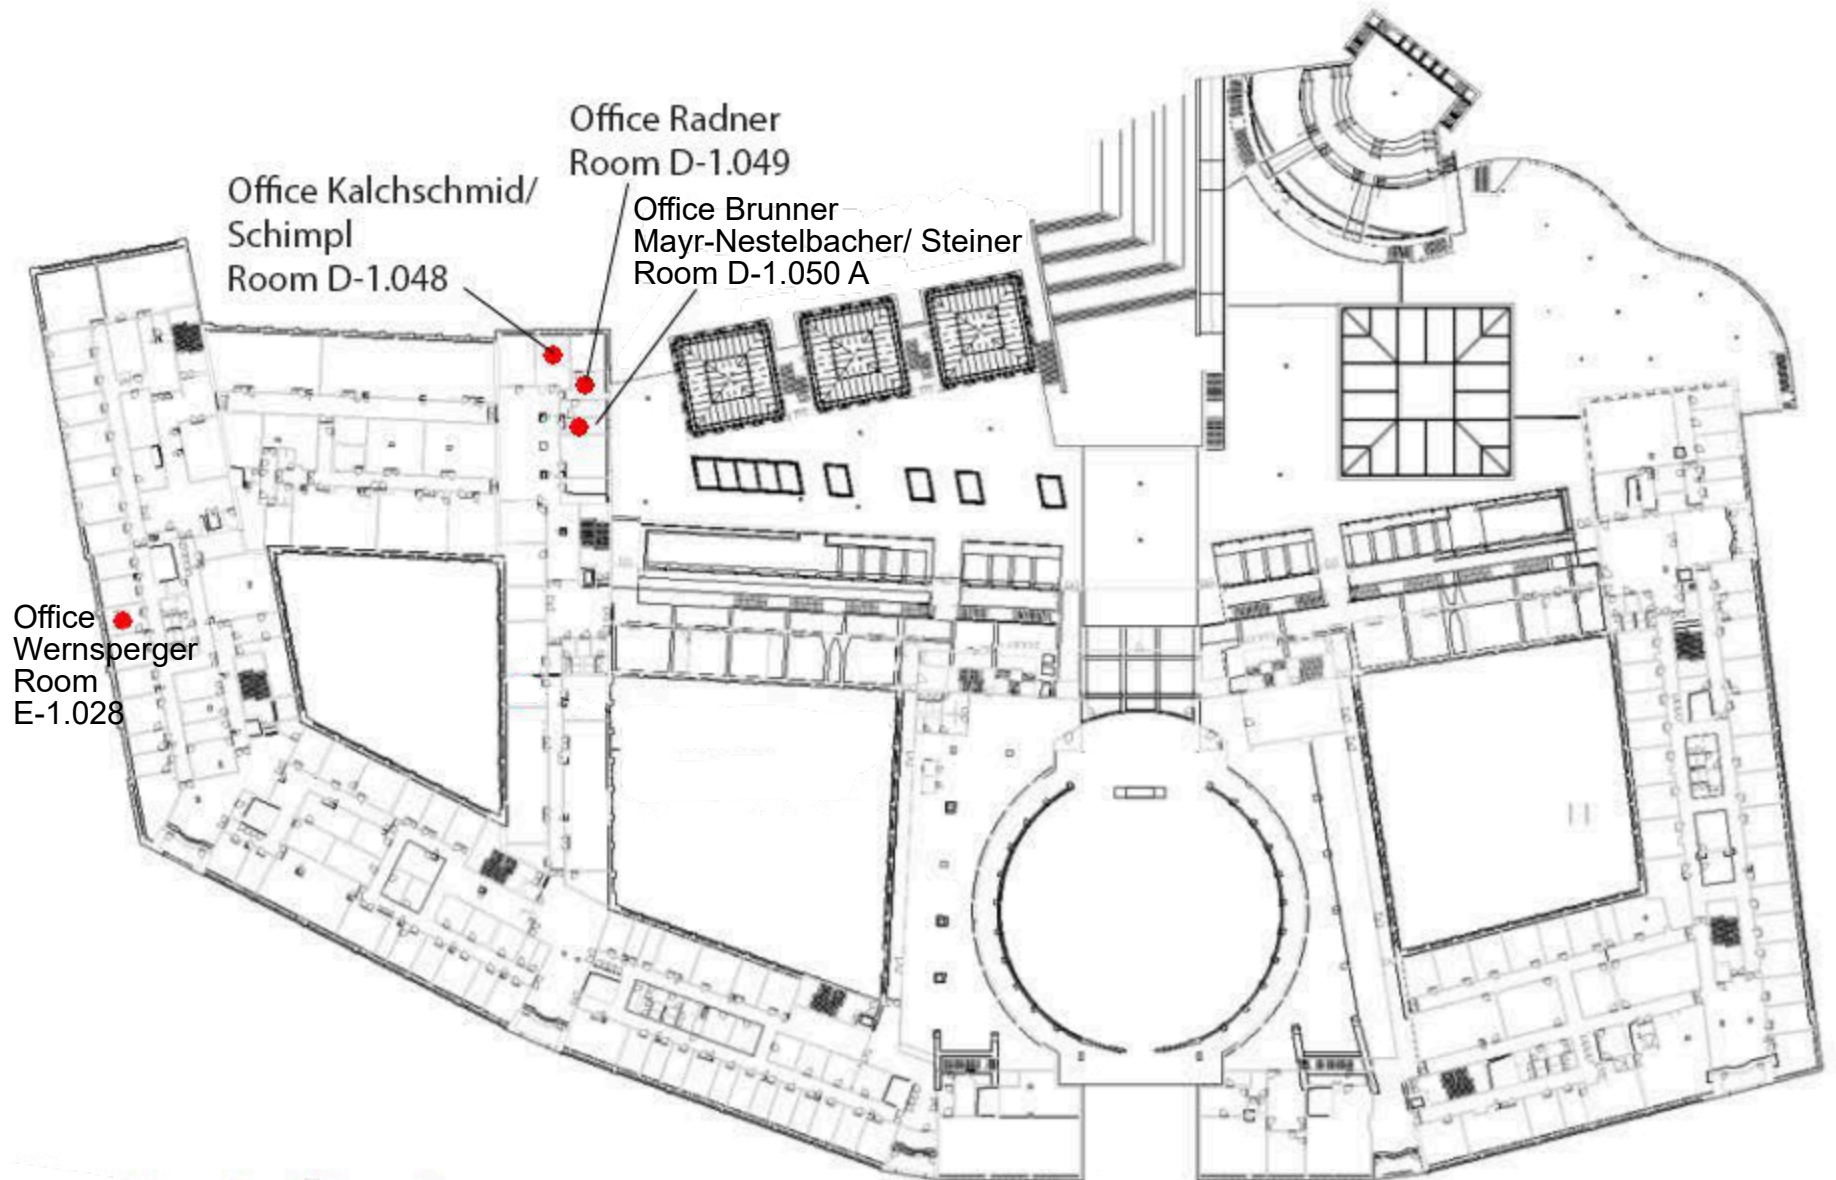 Office Radner
Room D-1.049
Office Kalchschmid/
Schimpl
Room D-1.048
Office Brunner
Mayr-Nestelbacher/ Steiner
Room D-1.050 A
Office
Wernsperger
Room
E-1.028